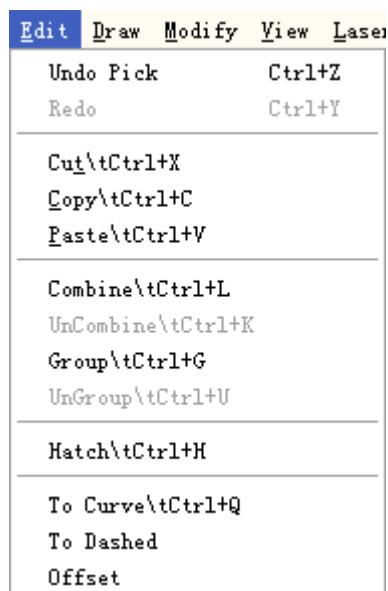 Edit Draw Modify View Laser
Undo Pick Ctrl+Z
Redo Ctrl+Y
Cut\tCtrl+X
Copy\tCtrl+C
Paste\tCtrl+V
Combine\tCtrl+L
UnCombine\tCtrl+K
Group\tCtrl+G
UnGroup\tCtrl+U
Hatch\tCtrl+H
To Curve\tCtrl+Q
To Dashed
Offset